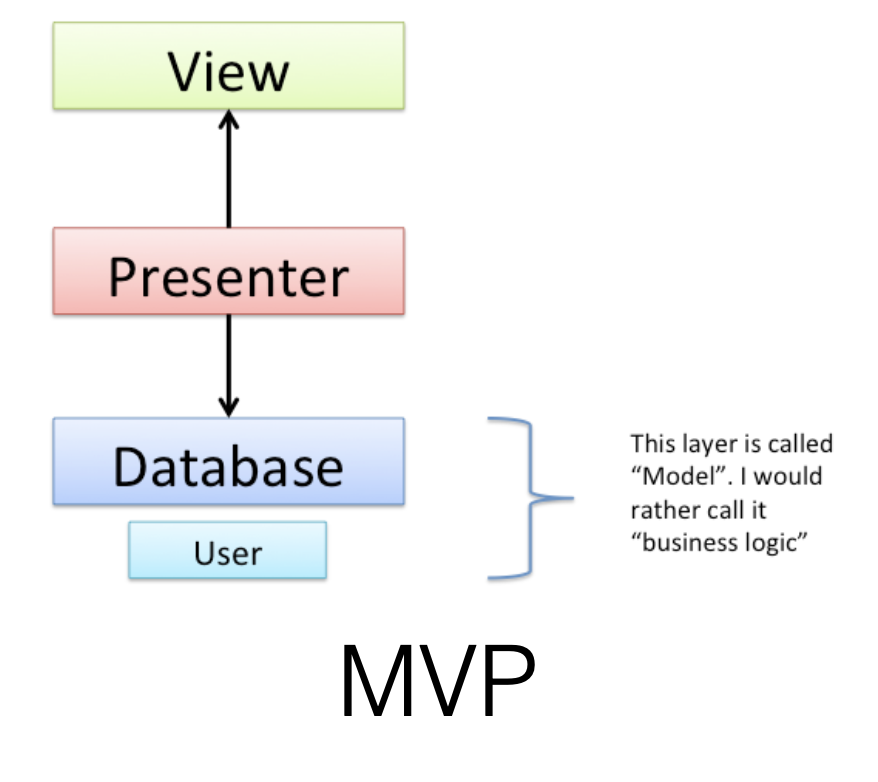 View
Presenter
Database
User
This layer is called
“Model”. I would
rather call it
“business logic”
MVP